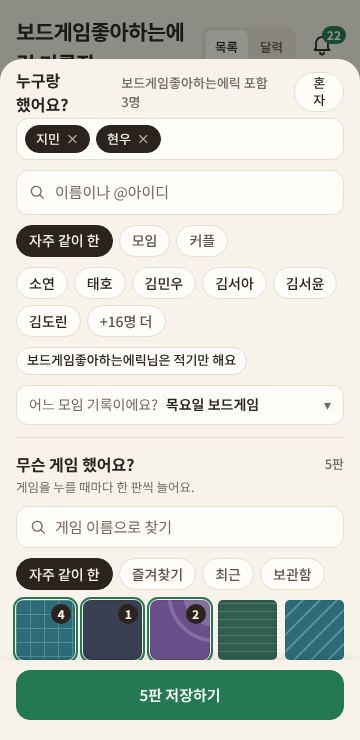 보드게임좋아하는에
목록
달력
22
누구랑
했어요?
보드게임좋아하는에릭 포함
3명
혼
자
지민 ×
현우 ×
이름이나 @아이디
자주 같이 한
모임
커플
소연
태호
김민우
김서아
김서윤
김도린
+16명 더
보드게임좋아하는에릭님은 적기만 해요
어느 모임 기록이에요? 목요일 보드게임 ▾
무슨 게임 했어요?
5판
게임을 누를 때마다 한 판씩 늘어요.
게임 이름으로 찾기
자주 같이 한
즐겨찾기
최근
보관함
4
1
2
5판 저장하기